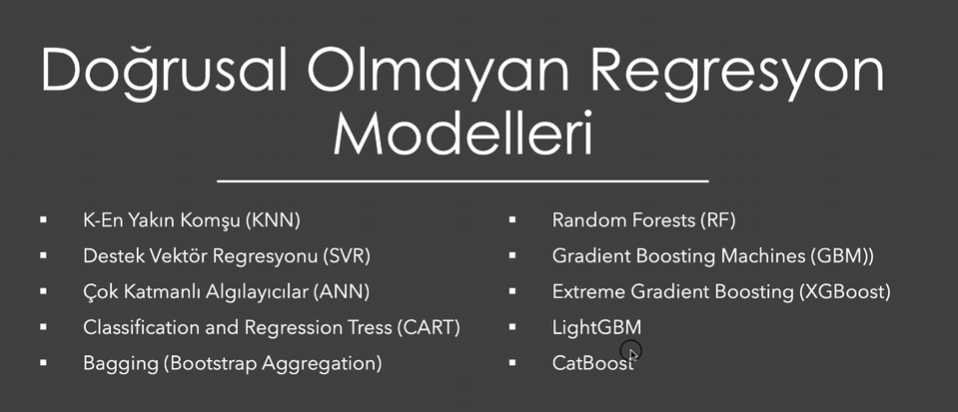 Doğrusal Olmayan Regresyon
Modelleri
K-En Yakın Komşu (KNN)
Destek Vektör Regresyonu (SVR)
Çok Katmanlı Algılayıcılar (ANN)
Classification and Regression Tress (CART)
Bagging (Bootstrap Aggregation)
Random Forests (RF)
Gradient Boosting Machines (GBM))
Extreme Gradient Boosting (XGBoost)
LightGBM
CatBoost